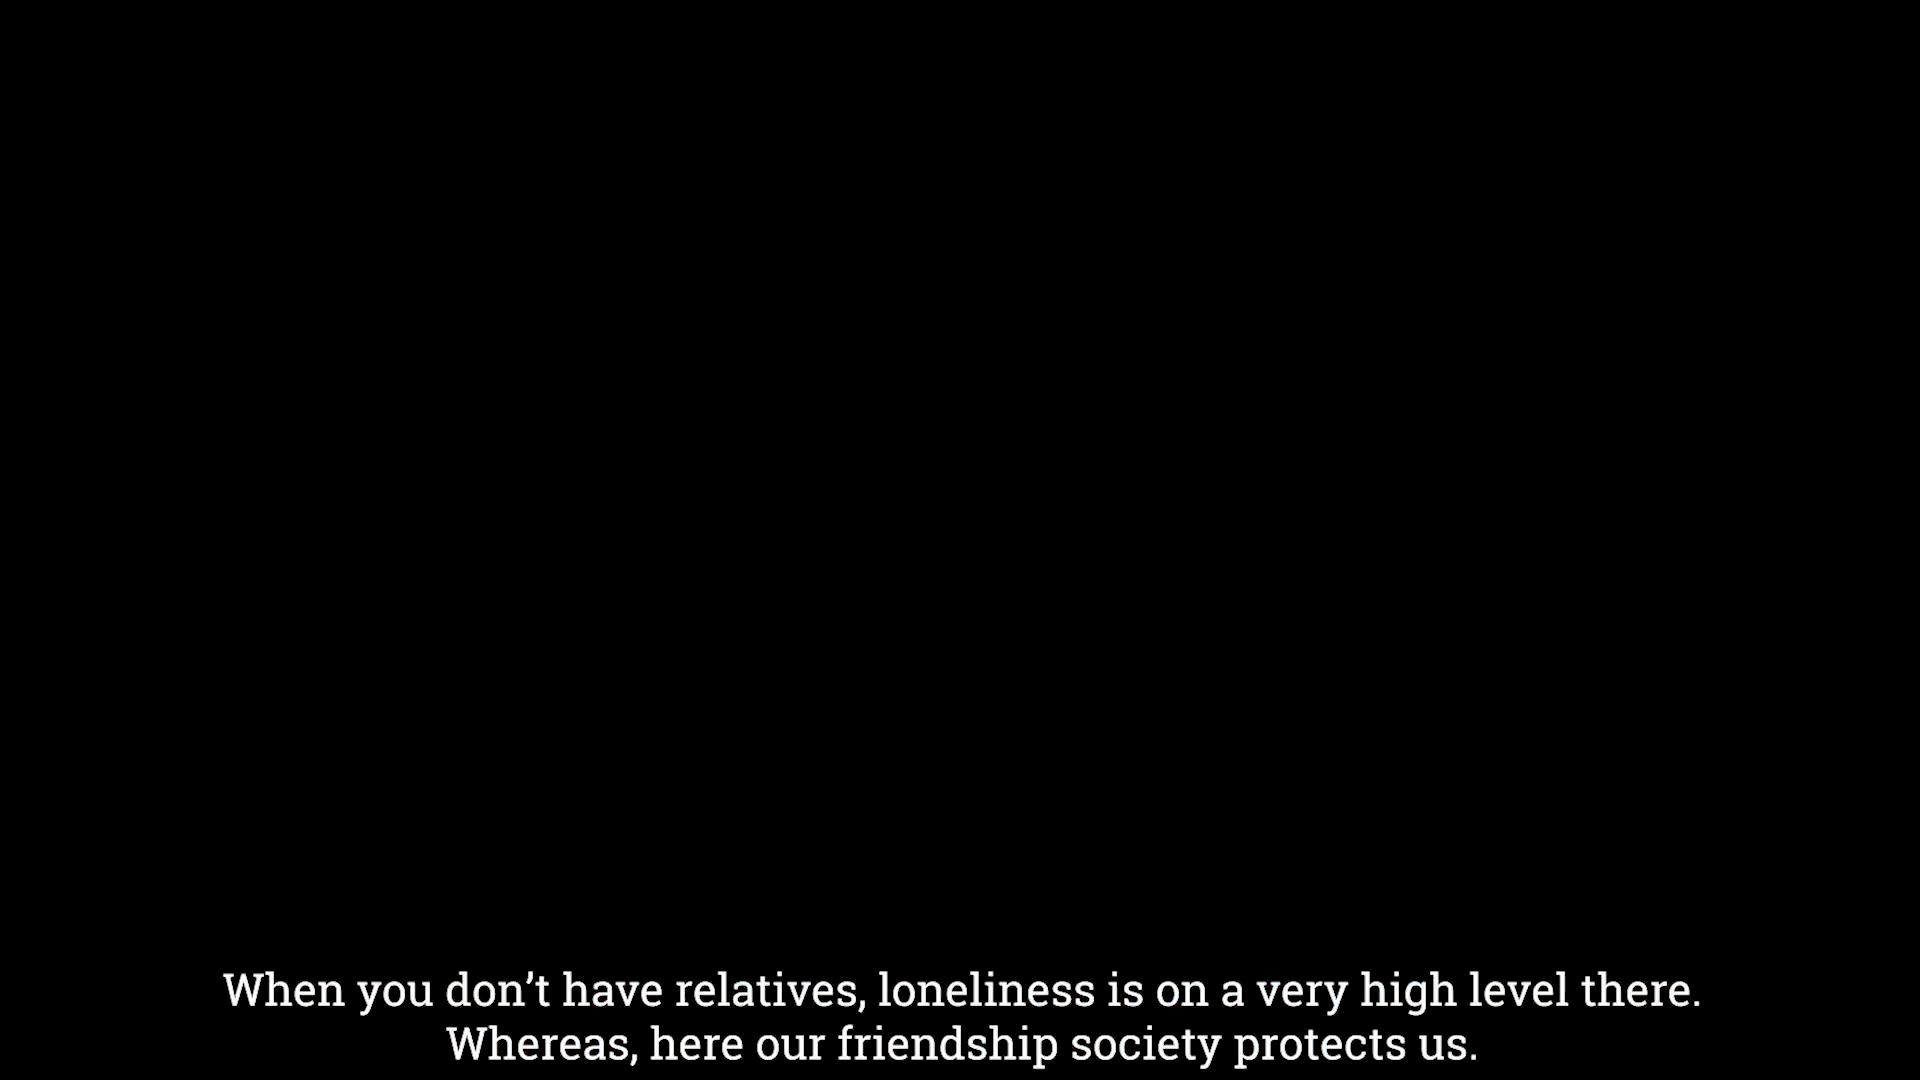 When you don’t have relatives, loneliness is on a very high level there.
Whereas, here our friendship society protects us.